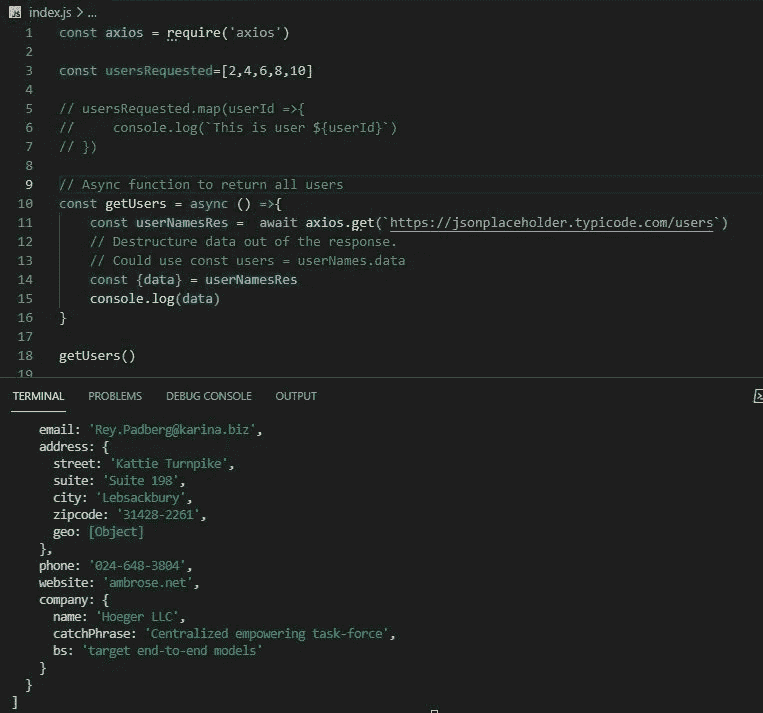 index.js > ...
1 const axios = require('axios')
2
3 const usersRequested=[2,4,6,8,10]
4
5 // usersRequested.map(userId =>{
6 //     console.log(`This is user ${userId}`)
7 // })
8
9 // Async function to return all users
10 const getUsers = async () =>{
11     const userNamesRes =  await axios.get(`https://jsonplaceholder.typicode.com/users`)
12     // Destructure data out of the response.
13     // Could use const users = userNames.data
14     const {data} = userNamesRes
15     console.log(data)
16 }
17
18 getUsers()
19
TERMINAL PROBLEMS DEBUG CONSOLE OUTPUT
    email: 'Rey.Padberg@karina.biz',
    address: {
      street: 'Kattie Turnpike',
      suite: 'Suite 198',
      city: 'Lebsackbury',
      zipcode: '31428-2261',
      geo: [Object]
    },
    phone: '024-648-3804',
    website: 'ambrose.net',
    company: {
      name: 'Hoeger LLC',
      catchPhrase: 'Centralized empowering task-force',
      bs: 'target end-to-end models'
    }
  }
]